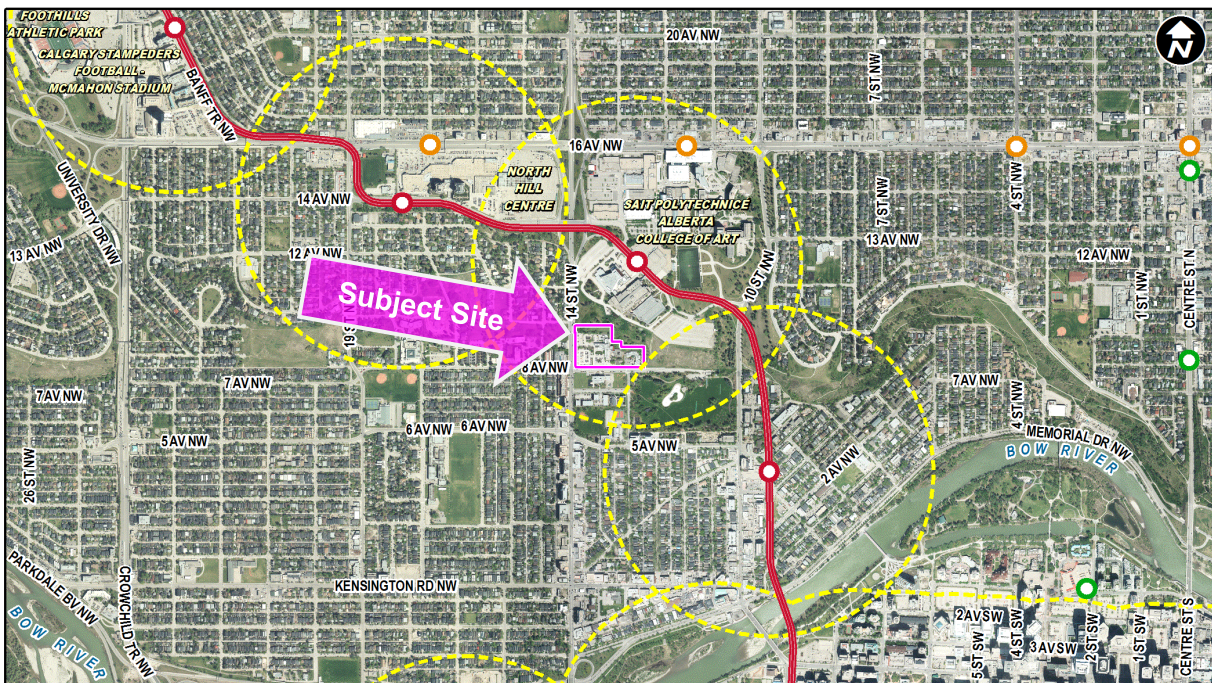 FOOTHILLS
ATHLETIC PARK
CALGARY STAMPEDERS
FOOTBALL -
MCMAHON STADIUM
BANFF TR NW
20 AV NW
7 ST NW
N
16 AV NW
UNIVERSITY DR NW
14 AV NW
NORTH
HILL
CENTRE
SAIT POLYTECHNICE
ALBERTA
COLLEGE OF ART
7 ST NW
4 ST NW
13 AV NW
12 AV NW
13 AV NW
12 AV NW
10 ST NW
1 ST NW
CENTRE ST N
Subject Site
14 ST NW
19 ST N
8 AV NW
7 AV NW
7 AV NW
7 AV NW
4 ST NW
5 AV NW
6 AV NW
6 AV NW
5 AV NW
2 AV NW
MEMORIAL DR NW
BOW RIVER
26 ST NW
PARKDALE BV NW
CROWCHILD TR NW
KENSINGTON RD NW
BOW RIVER
2 AV SW
3 AV SW
5 ST SW
4 ST SW
2 ST SW
1 ST SW
CENTRE ST S